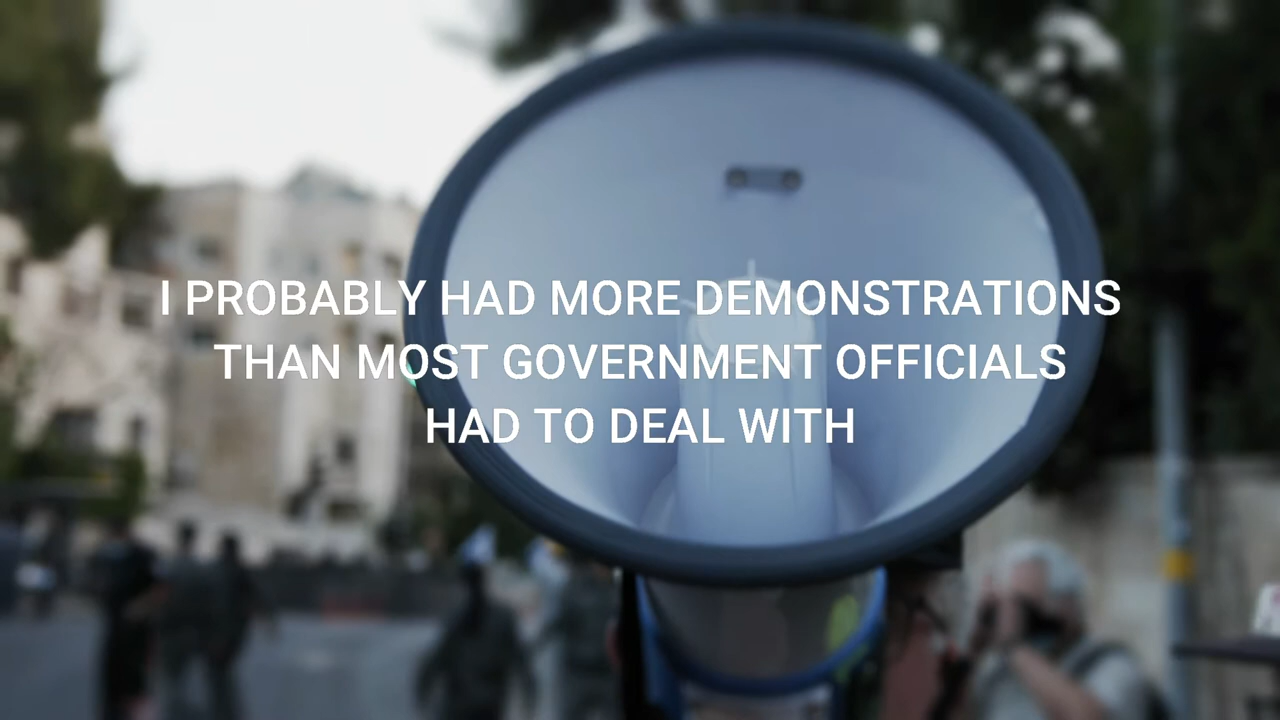 I PROBABLY HAD MORE DEMONSTRATIONS
THAN MOST GOVERNMENT OFFICIALS
HAD TO DEAL WITH